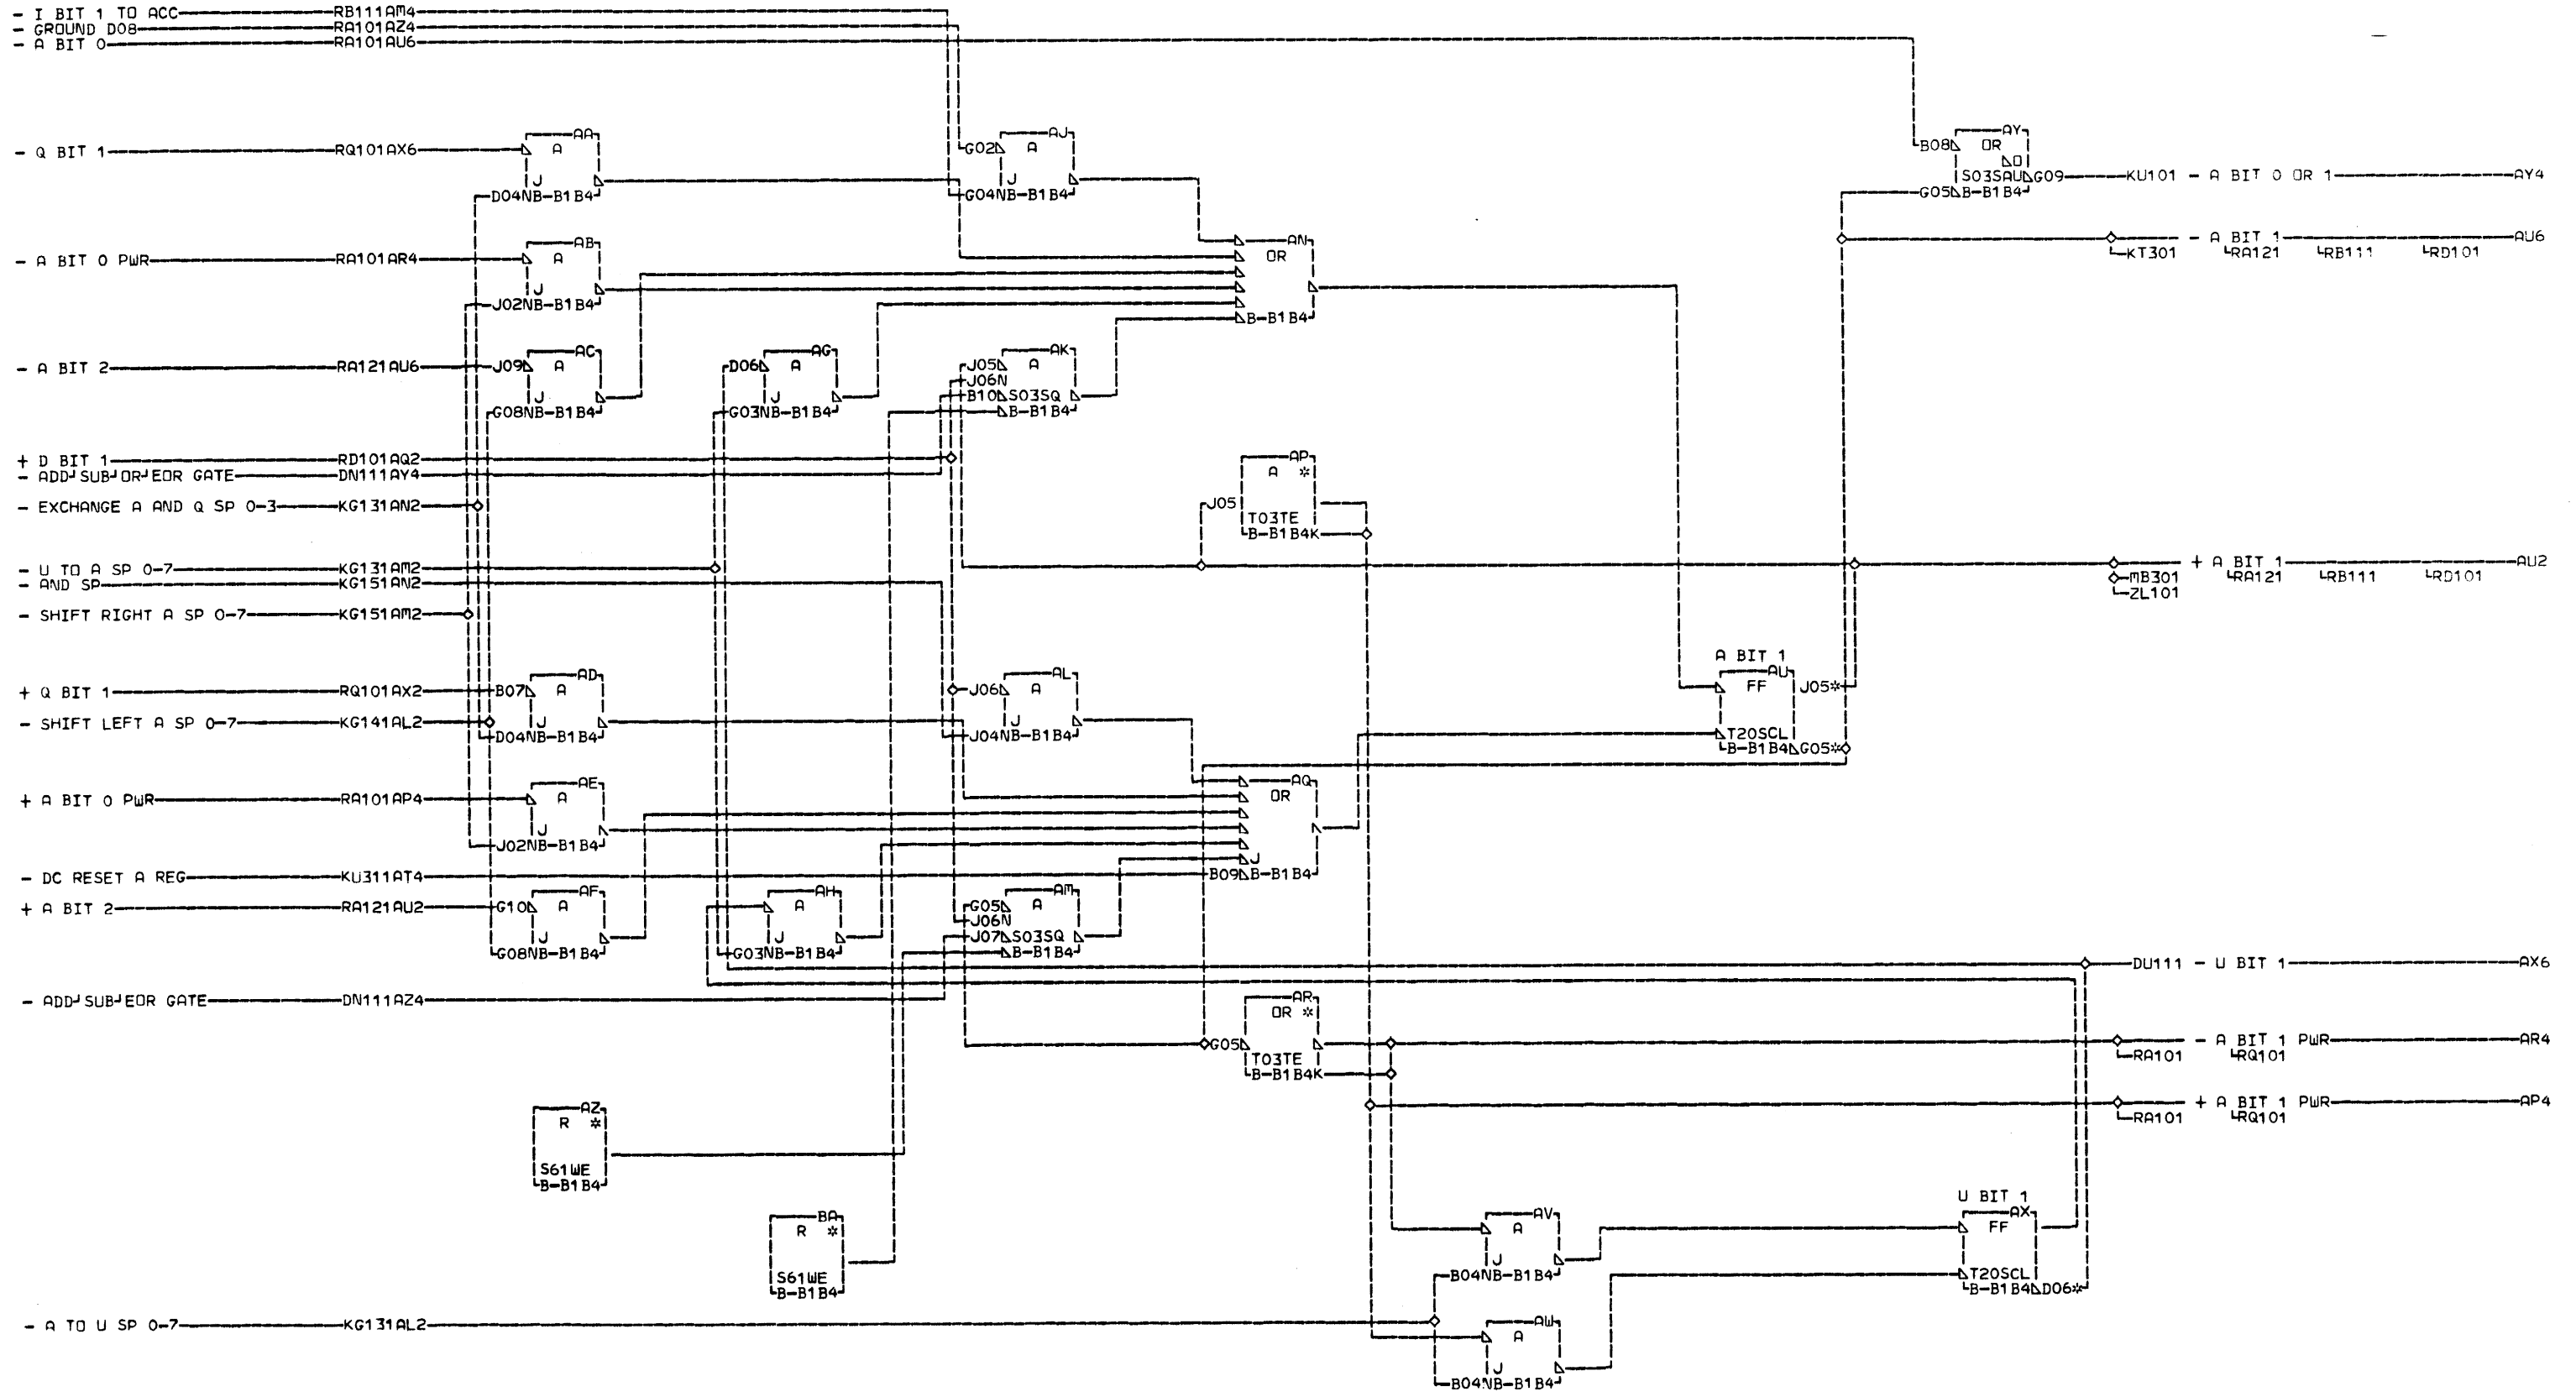 - I BIT 1 TO ACC RB111AM4
- GROUND D08 RA101AZ4
- A BIT 0 RA101AU6
AA
A
J
D04NB-B1B4
AJ
G02 A
J
G04NB-B1B4
AY
B08 OR
O
S03SAU G09 KU101 - A BIT 0 OR 1 AY4
G05 B-B1B4
- Q BIT 1 RQ101AX6
AB
A
J
J02NB-B1B4
- A BIT 0 PWR RA101AR4
AN
OR
B-B1B4
- A BIT 1 AU6
KT301 RA121 RB111 RD101
- A BIT 2 RA121AU6 J09
AC
A
J
G08NB-B1B4
AG
D06 A
J
G03NB-B1B4
AK
J05 A
J06N
B10 S03SQ
B-B1B4
+ D BIT 1 RD101AQ2
- ADD SUB OR EOR GATE DN111AY4
- EXCHANGE A AND Q SP 0-3 KG131AN2
AP
A *
J05
T03TE
B-B1B4K
- U TO A SP 0-7 KG131AM2
- AND SP KG151AN2
- SHIFT RIGHT A SP 0-7 KG151AM2
+ A BIT 1 AU2
MB301 RA121 RB111 RD101
ZL101
+ Q BIT 1 RQ101AX2 B07
AD
A
J
D04NB-B1B4
- SHIFT LEFT A SP 0-7 KG141AL2
AL
J06 A
J
J04NB-B1B4
A BIT 1
AU
FF J05*
T20SCL
B-B1B4 G05*
+ A BIT 0 PWR RA101AP4
AE
A
J
J02NB-B1B4
AQ
OR
J
B09 B-B1B4
- DC RESET A REG KU311AT4
+ A BIT 2 RA121AU2 G10
AF
A
J
G08NB-B1B4
AH
A
J
G03NB-B1B4
AM
G05 A
J06N
J07 S03SQ
B-B1B4
DU111 - U BIT 1 AX6
- ADD SUB EOR GATE DN111AZ4
AR
OR *
G05
T03TE
B-B1B4K
- A BIT 1 PWR AR4
RA101 RQ101
+ A BIT 1 PWR AP4
RA101 RQ101
AZ
R *
S61WE
B-B1B4
BA
R *
S61WE
B-B1B4
AV
A
J
B04NB-B1B4
U BIT 1
AX
FF
T20SCL
B-B1B4 D06*
- A TO U SP 0-7 KG131AL2
AW
A
J
B04NB-B1B4